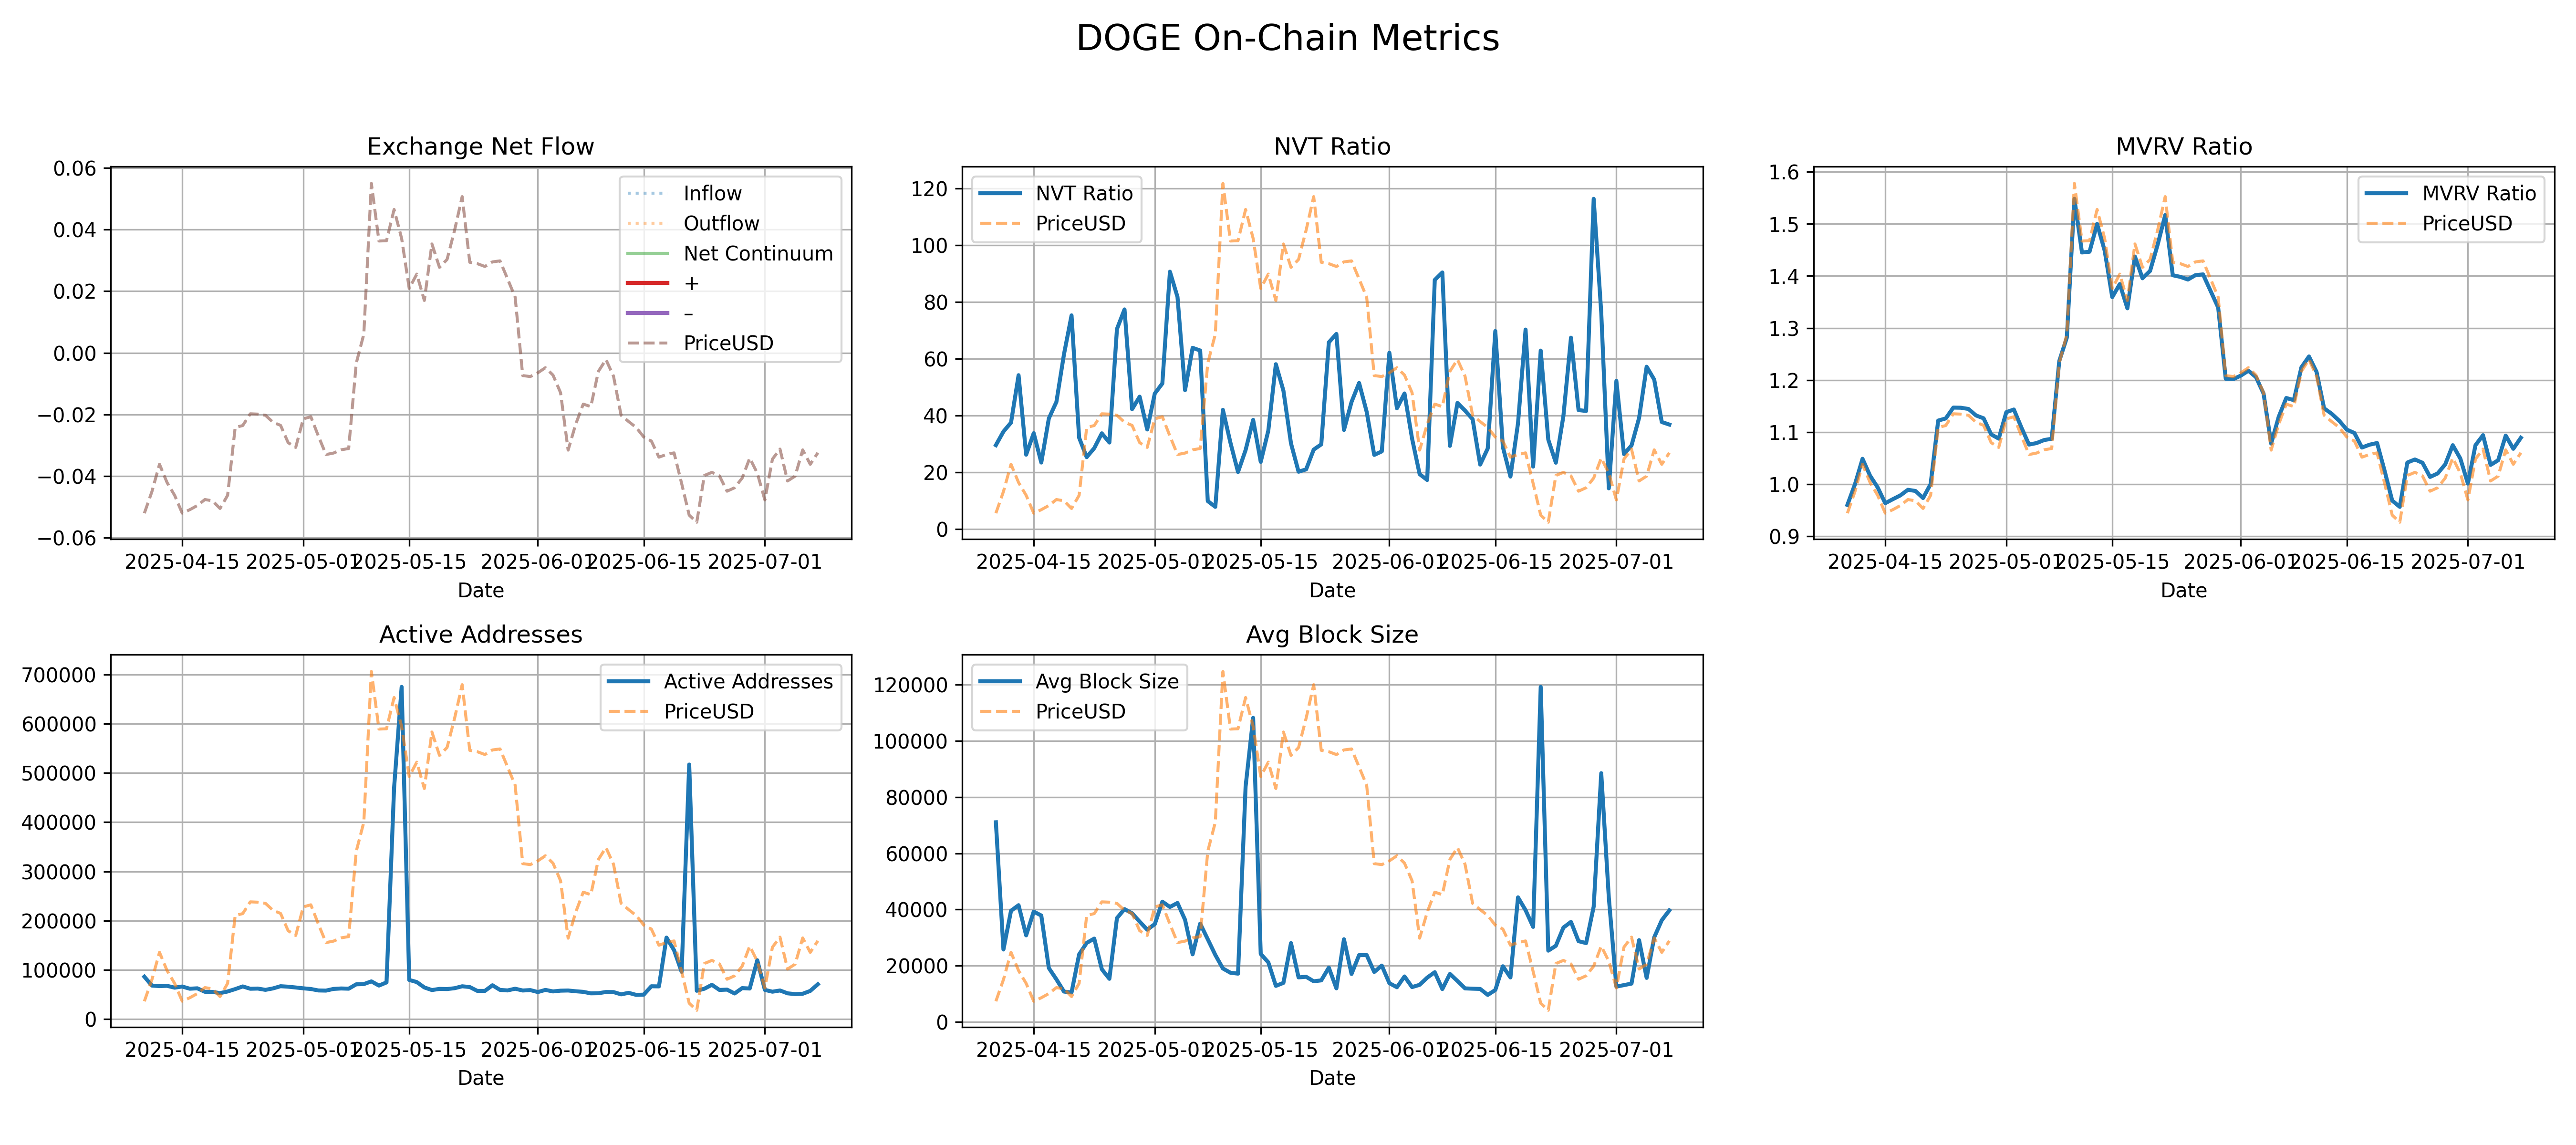 DOGE On-Chain Metrics
Exchange Net Flow
0.06
0.04
0.02
0.00
−0.02
−0.04
−0.06
Inflow
Outflow
Net Continuum
+
–
PriceUSD
2025-04-15 2025-05-01 2025-05-15 2025-06-01 2025-06-15 2025-07-01
Date
NVT Ratio
120
100
80
60
40
20
0
NVT Ratio
PriceUSD
2025-04-15 2025-05-01 2025-05-15 2025-06-01 2025-06-15 2025-07-01
Date
MVRV Ratio
1.6
1.5
1.4
1.3
1.2
1.1
1.0
0.9
MVRV Ratio
PriceUSD
2025-04-15 2025-05-01 2025-05-15 2025-06-01 2025-06-15 2025-07-01
Date
Active Addresses
700000
600000
500000
400000
300000
200000
100000
0
Active Addresses
PriceUSD
2025-04-15 2025-05-01 2025-05-15 2025-06-01 2025-06-15 2025-07-01
Date
Avg Block Size
120000
100000
80000
60000
40000
20000
0
Avg Block Size
PriceUSD
2025-04-15 2025-05-01 2025-05-15 2025-06-01 2025-06-15 2025-07-01
Date